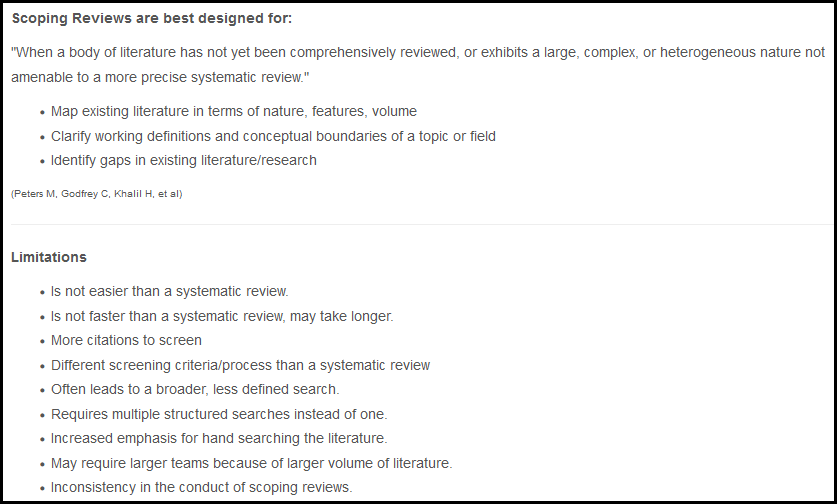 Scoping Reviews are best designed for:
"When a body of literature has not yet been comprehensively reviewed, or exhibits a large, complex, or heterogeneous nature not
amenable to a more precise systematic review."
• Map existing literature in terms of nature, features, volume
• Clarify working definitions and conceptual boundaries of a topic or field
• Identify gaps in existing literature/research
(Peters M, Godfrey C, Khalil H, et al)
Limitations
• Is not easier than a systematic review.
• Is not faster than a systematic review, may take longer.
• More citations to screen
• Different screening criteria/process than a systematic review
• Often leads to a broader, less defined search.
• Requires multiple structured searches instead of one.
• Increased emphasis for hand searching the literature.
• May require larger teams because of larger volume of literature.
• Inconsistency in the conduct of scoping reviews.